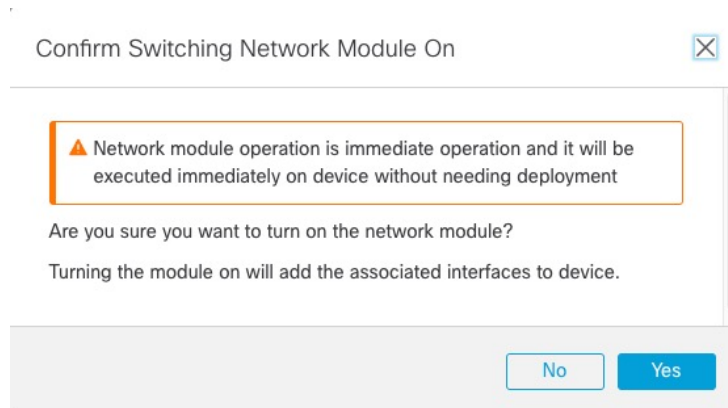 Confirm Switching Network Module On
Network module operation is immediate operation and it will be
executed immediately on device without needing deployment
Are you sure you want to turn on the network module?
Turning the module on will add the associated interfaces to device.
No
Yes